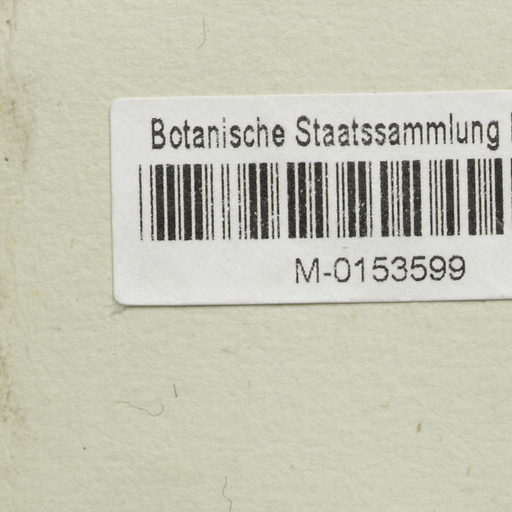 Botanische Staatssammlung
M-0153599